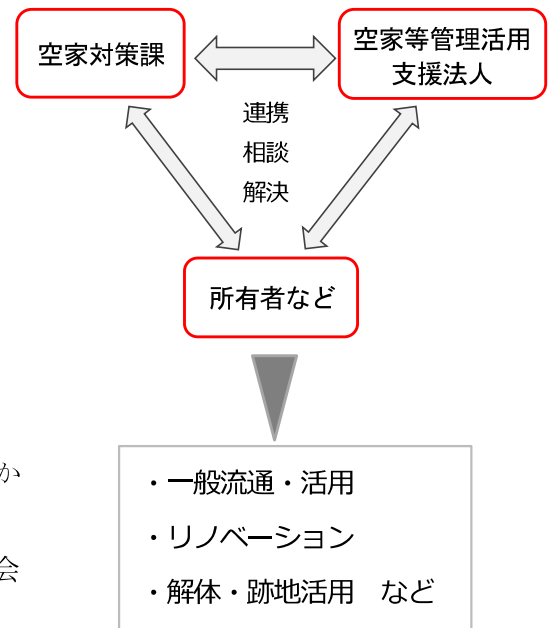 空家対策課
空家等管理活用
支援法人
連携
相談
解決
所有者など
か
会
・一般流通・活用
・リノベーション
・解体・跡地活用　など